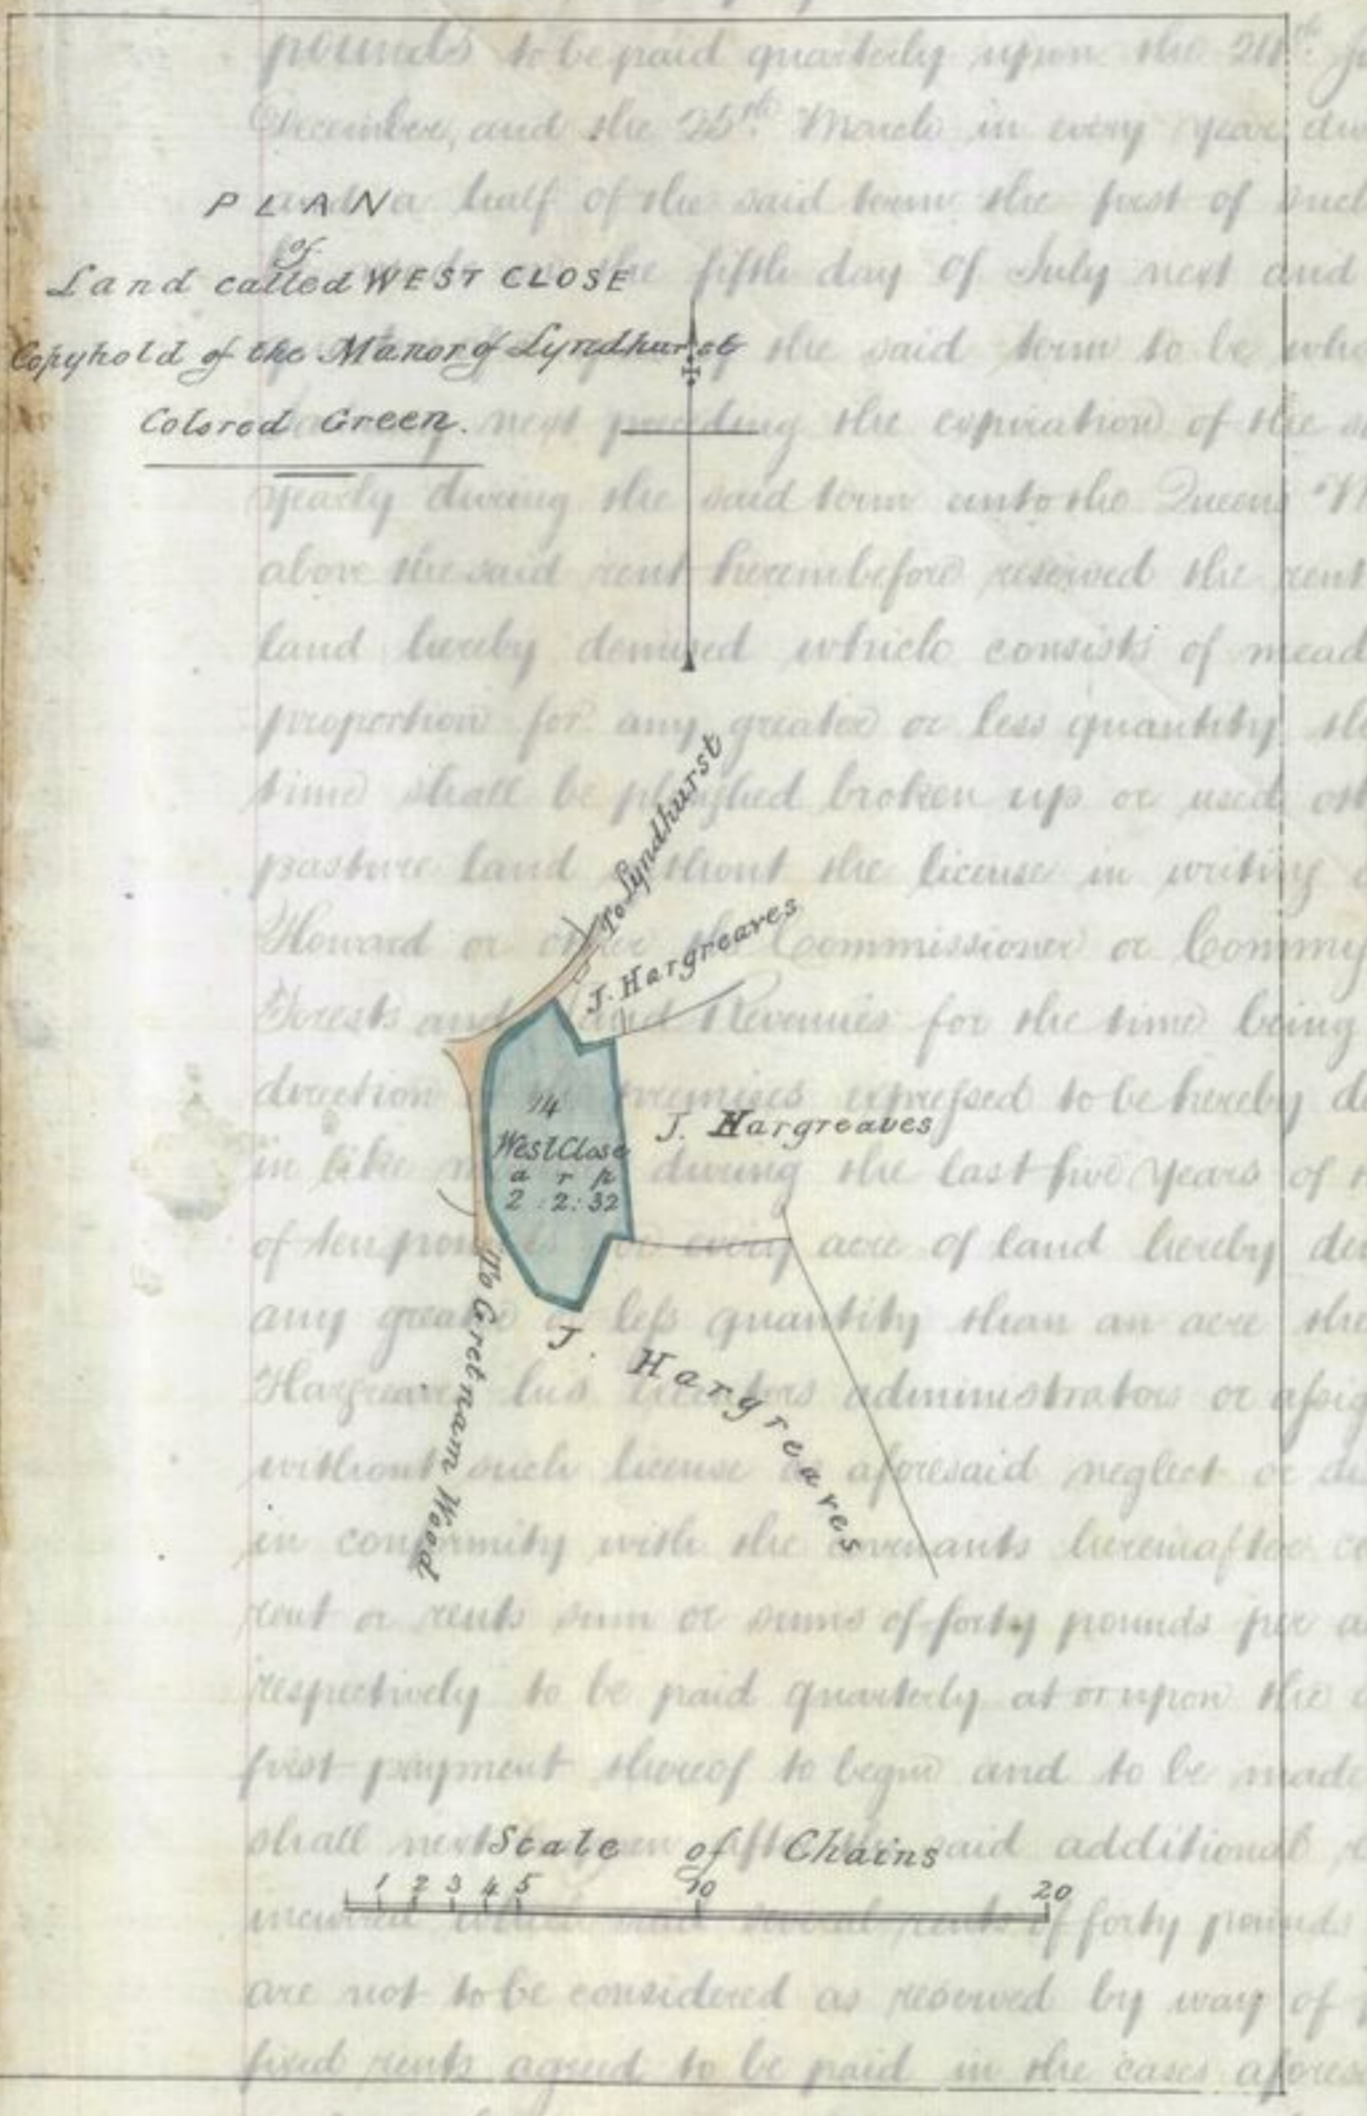 PLAN
of
Land called WEST CLOSE
Copyhold of the Manor of Lyndhurst
Colored Green.
To Lyndhurst
J. Hargreaves
J. Hargreaves
West Close
a r p
2 : 2 : 32
To Gretnam Wood
J. Hargreaves
Scale of Chains
1 2 3 4 5 10 20
pounds to be paid quarterly upon the 24th
December, and the 25th March in every year
a half of the said term the first of such
the fifth day of July next and
the said term to be
next preceding the expiration of the
yearly during the said term unto the Queens
above the said rent hereinbefore reserved the rent
land hereby demised which consists of
proportion for any greater or less quantity
time shall be ploughed broken up or used
pasture land without the license in writing
Howard or other the Commissioner or
Forests and Land Revenues for the time being
direction premises expressed to be hereby
in like during the last five years of
of ten pounds for every acre of land hereby
any greater or less quantity than an acre
Hargreaves his executors administrators or
without such license as aforesaid neglect or
in conformity with the covenants hereinafter
rent or rents sum or sums of forty pounds per
respectively to be paid quarterly at or upon the
first payment thereof to begin and to be made
shall next happen after the said additional
incurred which said several rents of forty pounds
are not to be considered as reserved by way of
fixed rents agreed to be paid in the cases